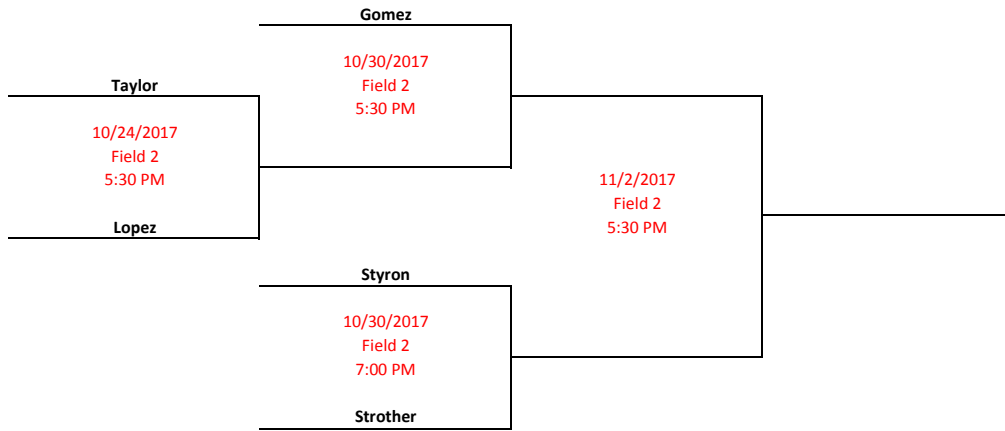 Gomez
10/30/2017
Field 2
5:30 PM
Taylor
10/24/2017
Field 2
5:30 PM
Lopez
11/2/2017
Field 2
5:30 PM
Styron
10/30/2017
Field 2
7:00 PM
Strother